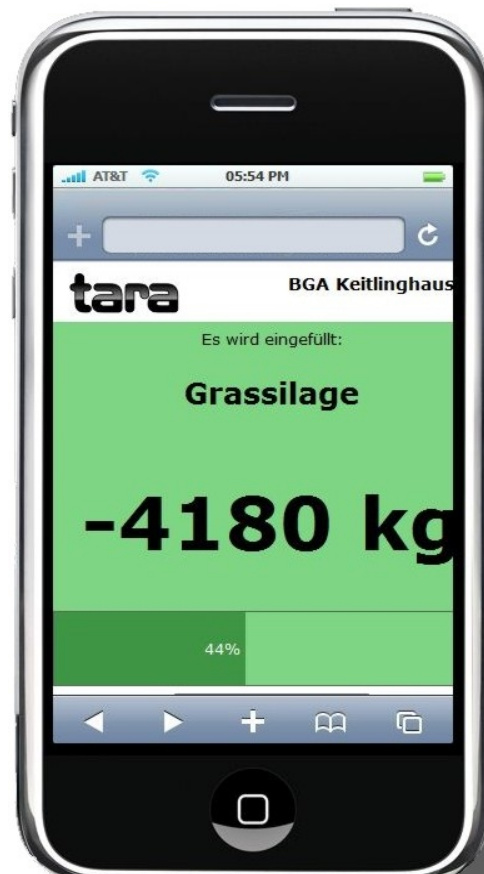 AT&T 05:54 PM
tara BGA Keitlinghaus
Es wird eingefüllt:
Grassilage
-4180 kg
44%